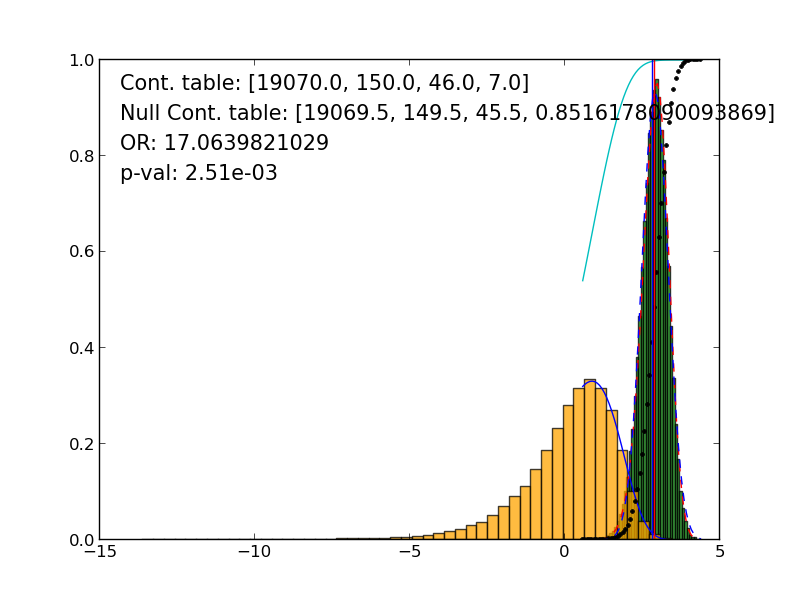 Cont. table: [19070.0, 150.0, 46.0, 7.0]
Null Cont. table: [19069.5, 149.5, 45.5, 0.8516178090093869]
OR: 17.0639821029
p-val: 2.51e-03
1.0
0.8
0.6
0.4
0.2
0.0
−15 −10 −5 0 5